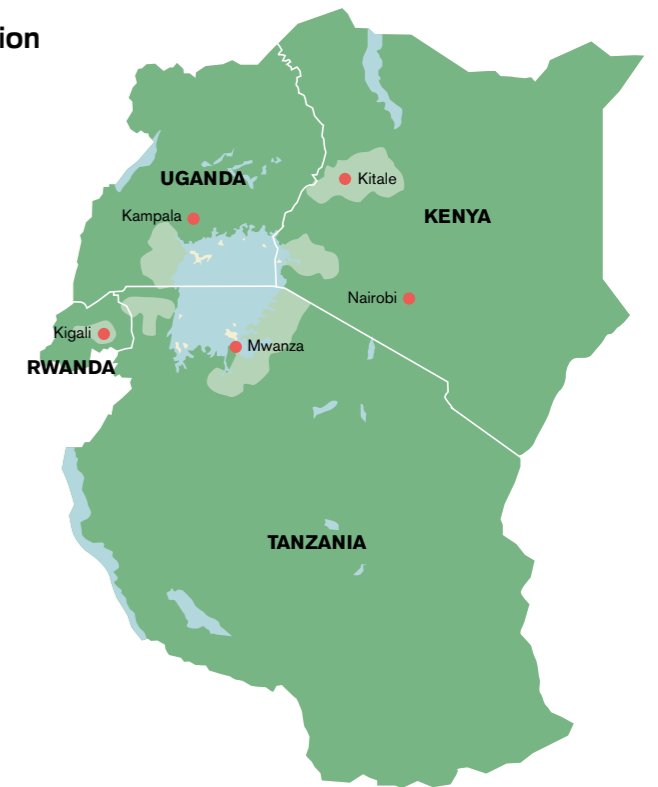 ion
UGANDA
Kitale
Kampala
KENYA
Nairobi
Kigali
Mwanza
RWANDA
TANZANIA